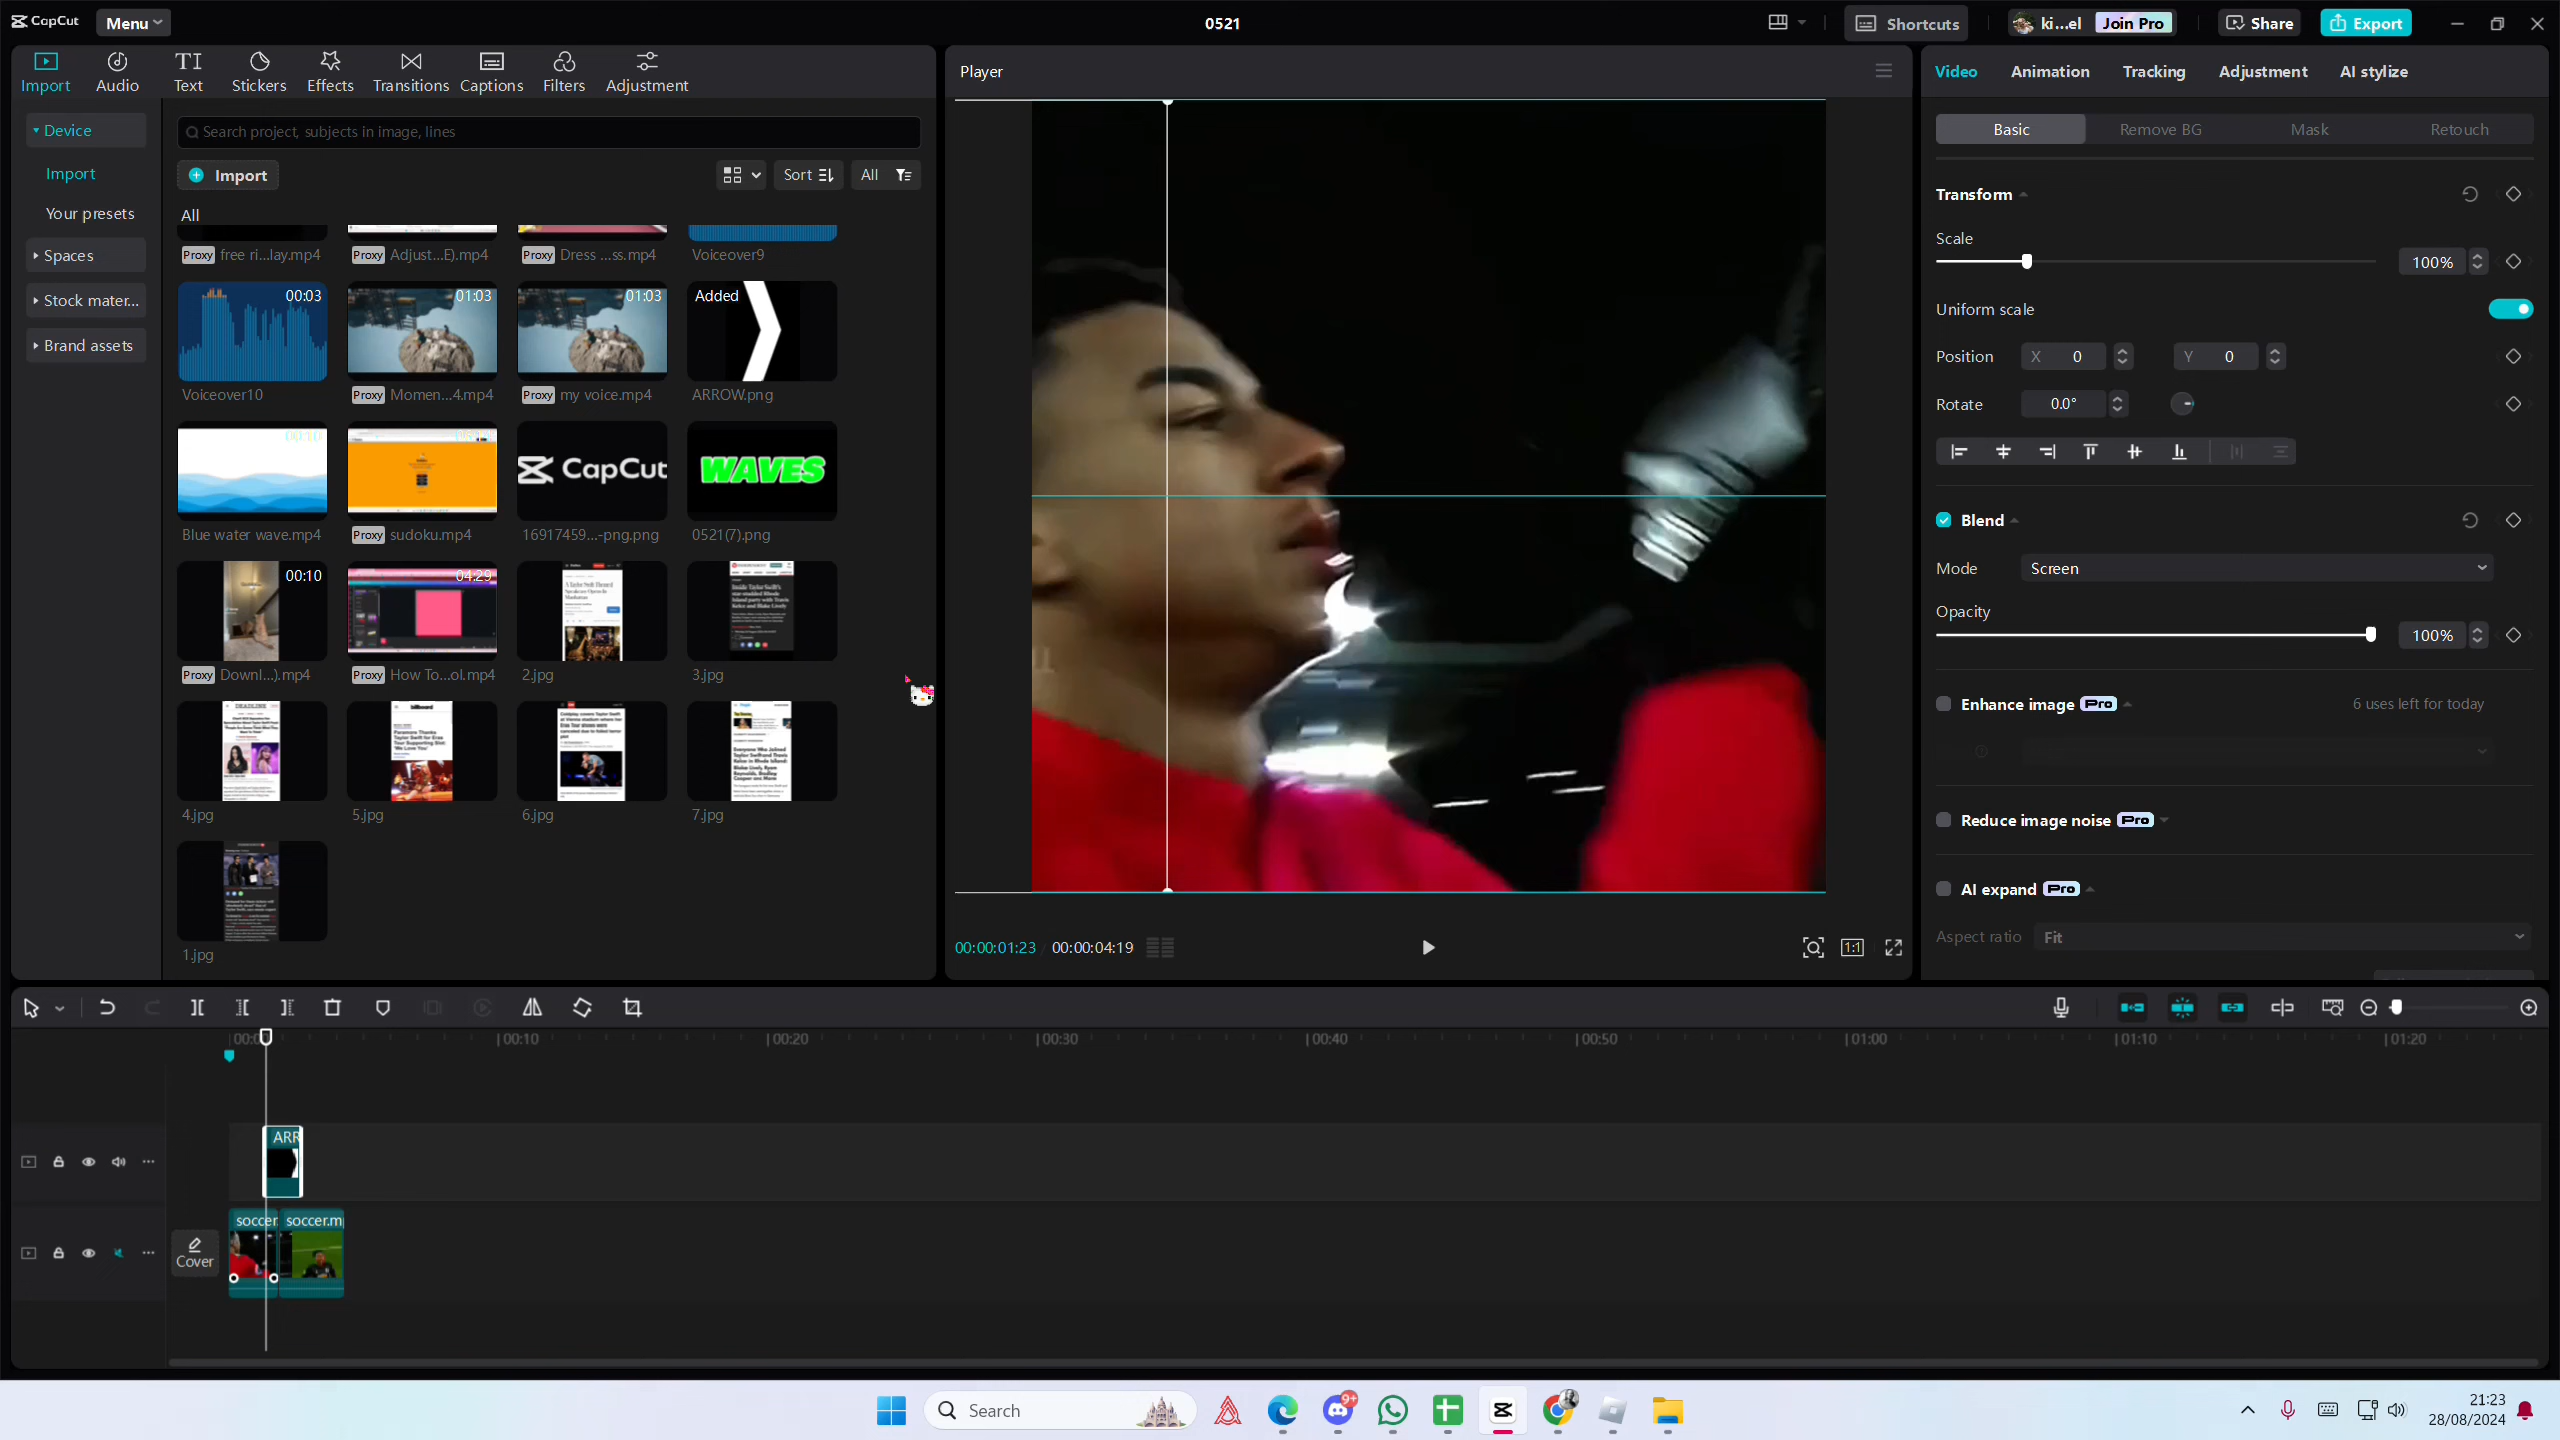 CapCut
Menu
0521
Shortcuts
ki...el
Join Pro
Share
Export
Import
Audio
Text
Stickers
Effects
Transitions
Captions
Filters
Adjustment
Device
Import
Your presets
Spaces
Stock mater...
Brand assets
Search project, subjects in image, lines
Import
Sort
All
All
Proxy free ri...lay.mp4
Proxy Adjust...E).mp4
Proxy Dress ...ss.mp4
Voiceover9
00:03
01:03
01:03
Added
Voiceover10
Proxy Momen...4.mp4
Proxy my voice.mp4
ARROW.png
CapCut
WAVES
Blue water wave.mp4
Proxy sudoku.mp4
16917459...-png.png
0521(7).png
00:10
04:29
Proxy Downl...).mp4
Proxy How To...ol.mp4
2.jpg
3.jpg
DEADLINE
billboard
4.jpg
5.jpg
6.jpg
7.jpg
1.jpg
Player
00:00:01:23 / 00:00:04:19
1:1
Video
Animation
Tracking
Adjustment
AI stylize
Basic
Remove BG
Mask
Retouch
Transform
Scale
100%
Uniform scale
Position
X 0
Y 0
Rotate
0.0°
Blend
Mode
Screen
Opacity
100%
Enhance image Pro
6 uses left for today
Reduce image noise Pro
AI expand Pro
Aspect ratio
Fit
00:10
00:20
00:30
00:40
00:50
01:00
01:10
01:20
ARR
Cover
soccer.
soccer.m
Search
9+
21:23
28/08/2024